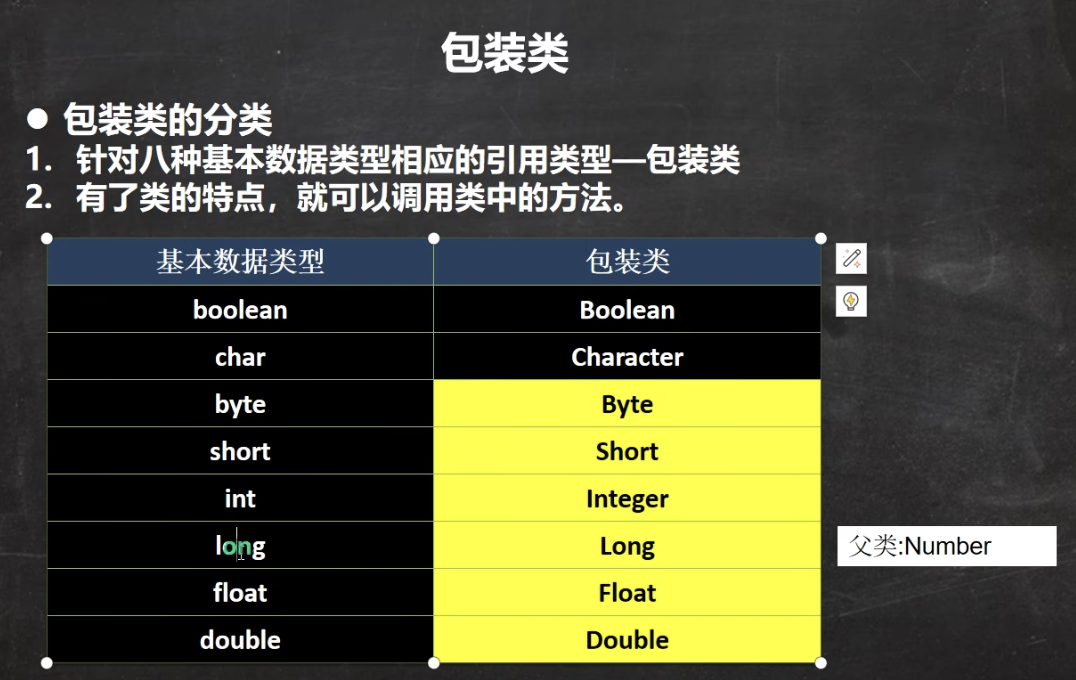 包装类
● 包装类的分类
1. 针对八种基本数据类型相应的引用类型—包装类
2. 有了类的特点，就可以调用类中的方法。
基本数据类型 包装类
boolean Boolean
char Character
byte Byte
short Short
int Integer
long Long
父类:Number
float Float
double Double